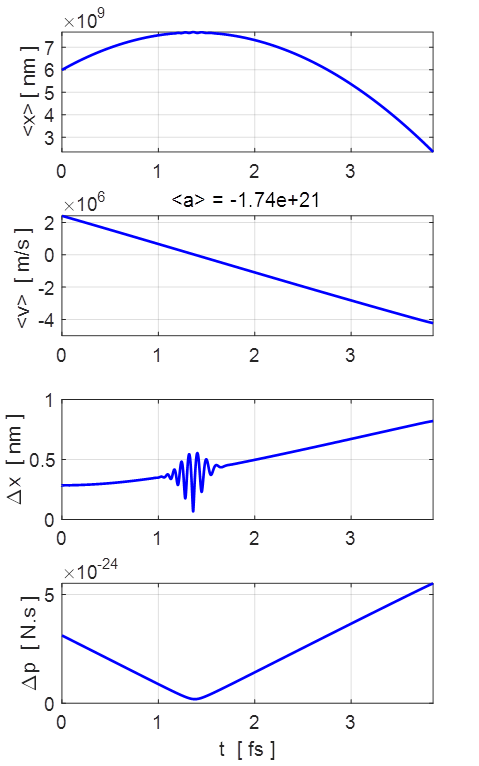 ×10^9
<x> [ nm ]
7
6
5
4
3
0 1 2 3
<a> = -1.74e+21
×10^6
<v> [ m/s ]
2
0
-2
-4
0 1 2 3
Δx [ nm ]
1
0.5
0
0 1 2 3
×10^-24
Δp [ N.s ]
5
0
0 1 2 3
t [ fs ]